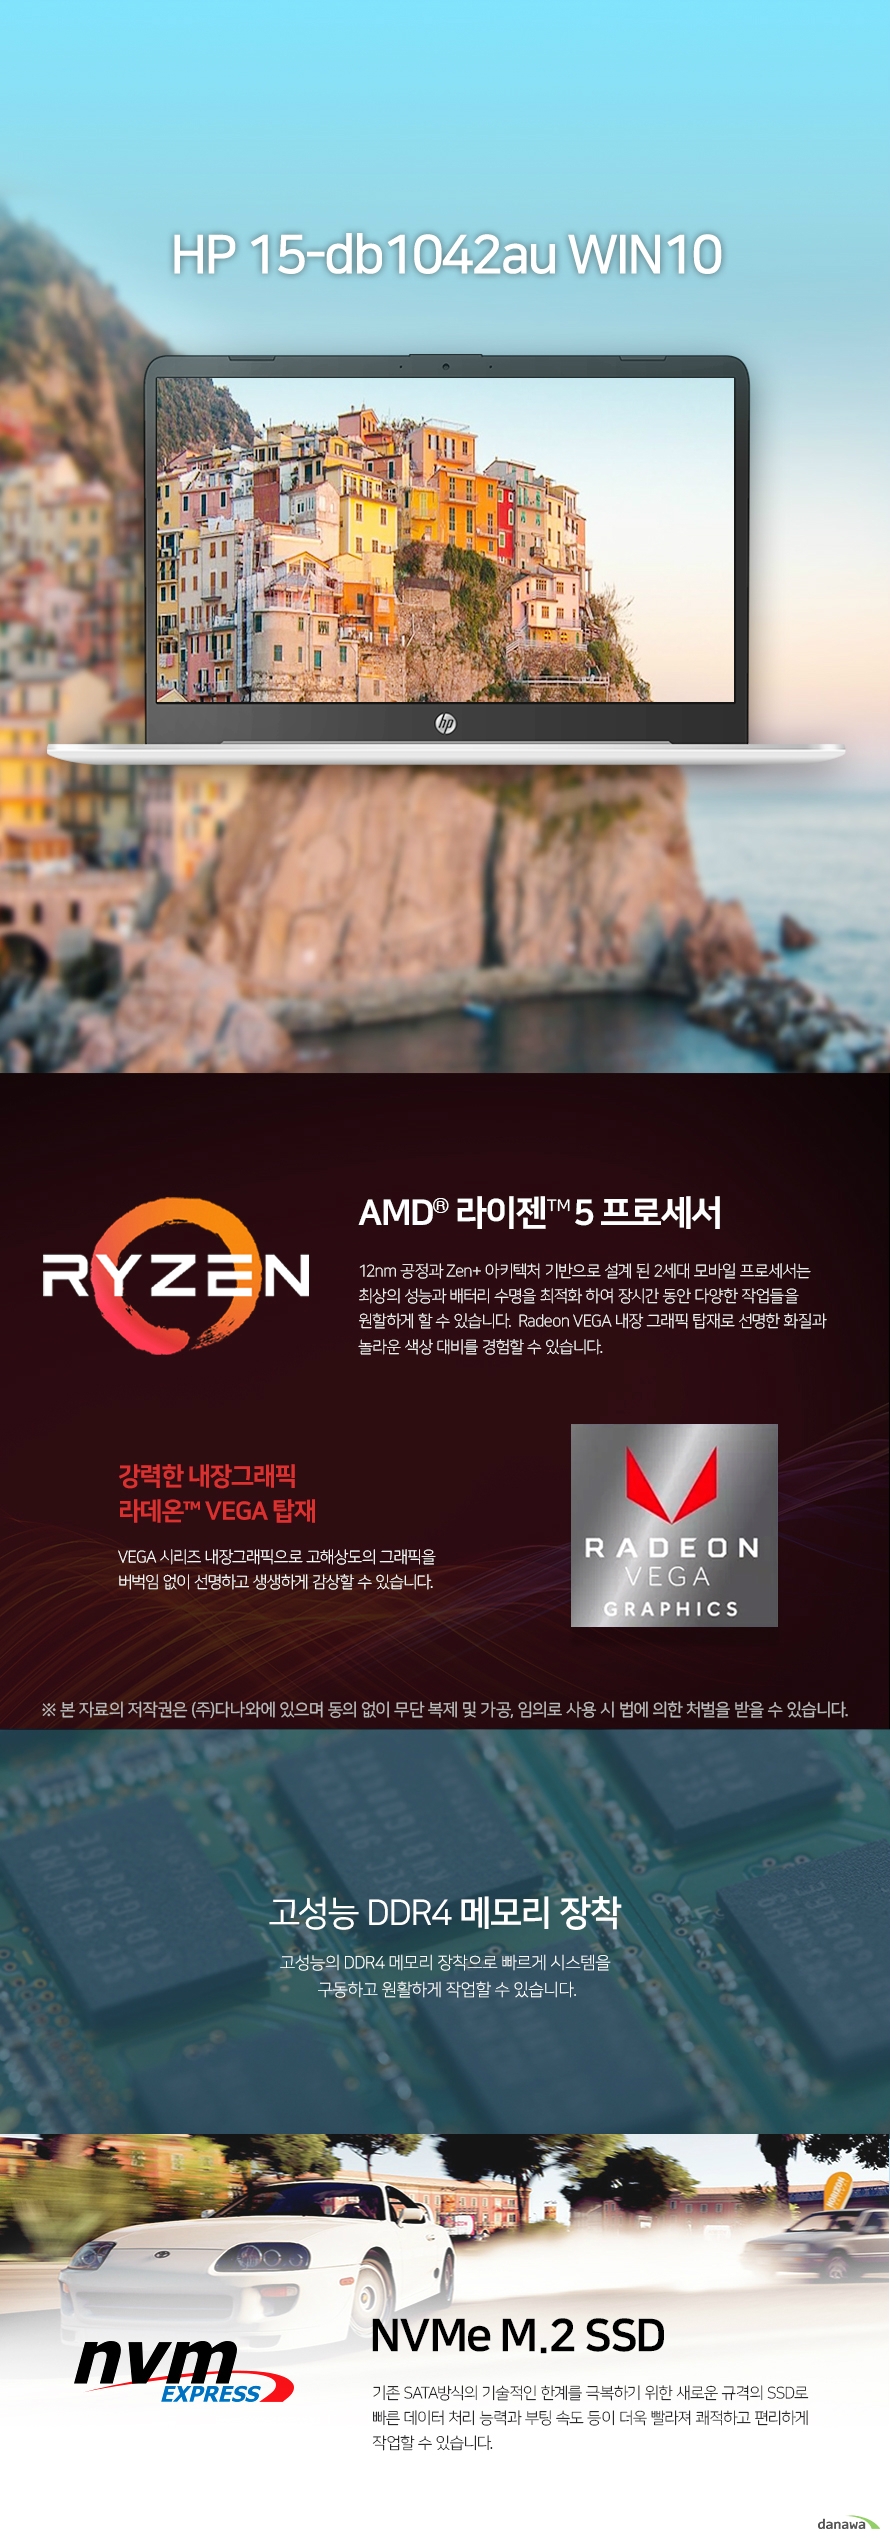 HP 15-db1042au WIN10
hp
RYZEN
AMD® 라이젠™ 5 프로세서
12nm 공정과 Zen+ 아키텍처 기반으로 설계 된 2세대 모바일 프로세서는
최상의 성능과 배터리 수명을 최적화 하여 장시간 동안 다양한 작업들을
원할하게 할 수 있습니다. Radeon VEGA 내장 그래픽 탑재로 선명한 화질과
놀라운 색상 대비를 경험할 수 있습니다.
강력한 내장그래픽
라데온™ VEGA 탑재
VEGA 시리즈 내장그래픽으로 고해상도의 그래픽을
버벅임 없이 선명하고 생생하게 감상할 수 있습니다.
RADEON
VEGA
GRAPHICS
※ 본 자료의 저작권은 (주)다나와에 있으며 동의 없이 무단 복제 및 가공, 임의로 사용 시 법에 의한 처벌을 받을 수 있습니다.
고성능 DDR4 메모리 장착
고성능의 DDR4 메모리 장착으로 빠르게 시스템을
구동하고 원활하게 작업할 수 있습니다.
HORIZON
nvm
EXPRESS
NVMe M.2 SSD
기존 SATA방식의 기술적인 한계를 극복하기 위한 새로운 규격의 SSD로
빠른 데이터 처리 능력과 부팅 속도 등이 더욱 빨라져 쾌적하고 편리하게
작업할 수 있습니다.
danawa